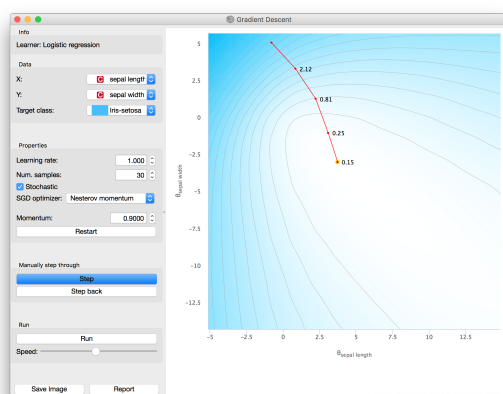 Gradient Descent
Info
Learner: Logistic regression
Data
X: C sepal length
Y: C sepal width
Target class: Iris-setosa
Properties
Learning rate: 1.000
Num. samples: 30
Stochastic
SGD optimizer: Nesterov momentum
Momentum: 0.9000
Restart
Manually step through
Step
Step back
Run
Run
Speed:
Save Image Report
5
2.5
0
−2.5
−5
−7.5
−10
−12.5
θsepal width
2.12
0.81
0.25
0.15
−5 −2.5 0 2.5 5 7.5 10 12.5 15
θsepal length